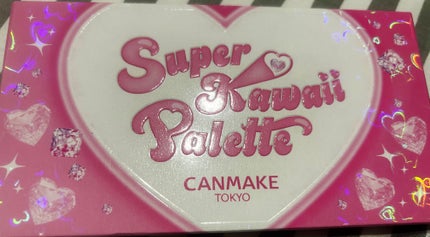 Super
Kawaii
Palette
CANMAKE
TOKYO